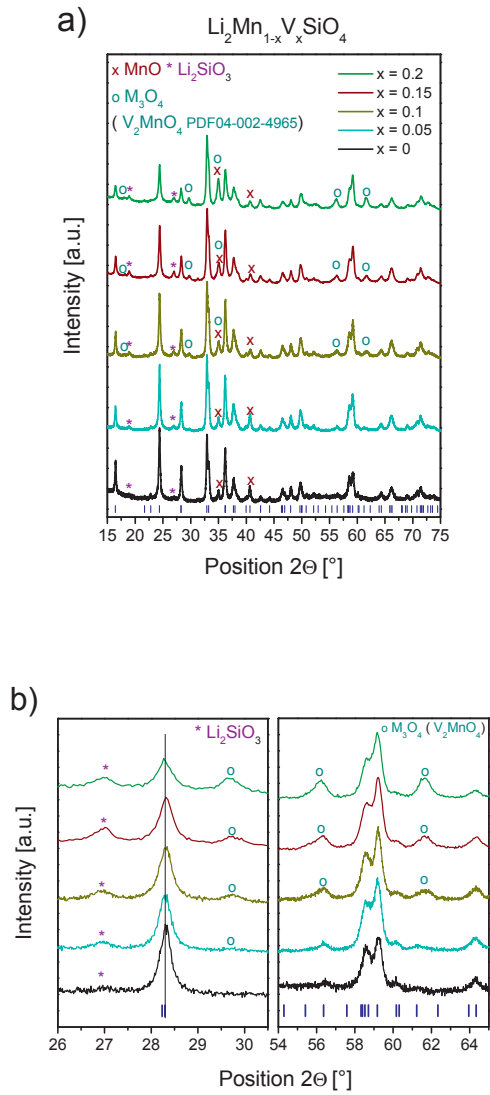 a)
Li₂Mn₁₋ₓVₓSiO₄
x MnO * Li₂SiO₃
o M₃O₄
( V₂MnO₄ PDF04-002-4965)
x = 0.2
x = 0.15
x = 0.1
x = 0.05
x = 0
Intensity [a.u.]
15 20 25 30 35 40 45 50 55 60 65 70 75
Position 2Θ [°]
b)
* Li₂SiO₃
o M₃O₄ ( V₂MnO₄)
Intensity [a.u.]
26 27 28 29 30
54 56 58 60 62 64
Position 2Θ [°]
Position 2Θ [°]